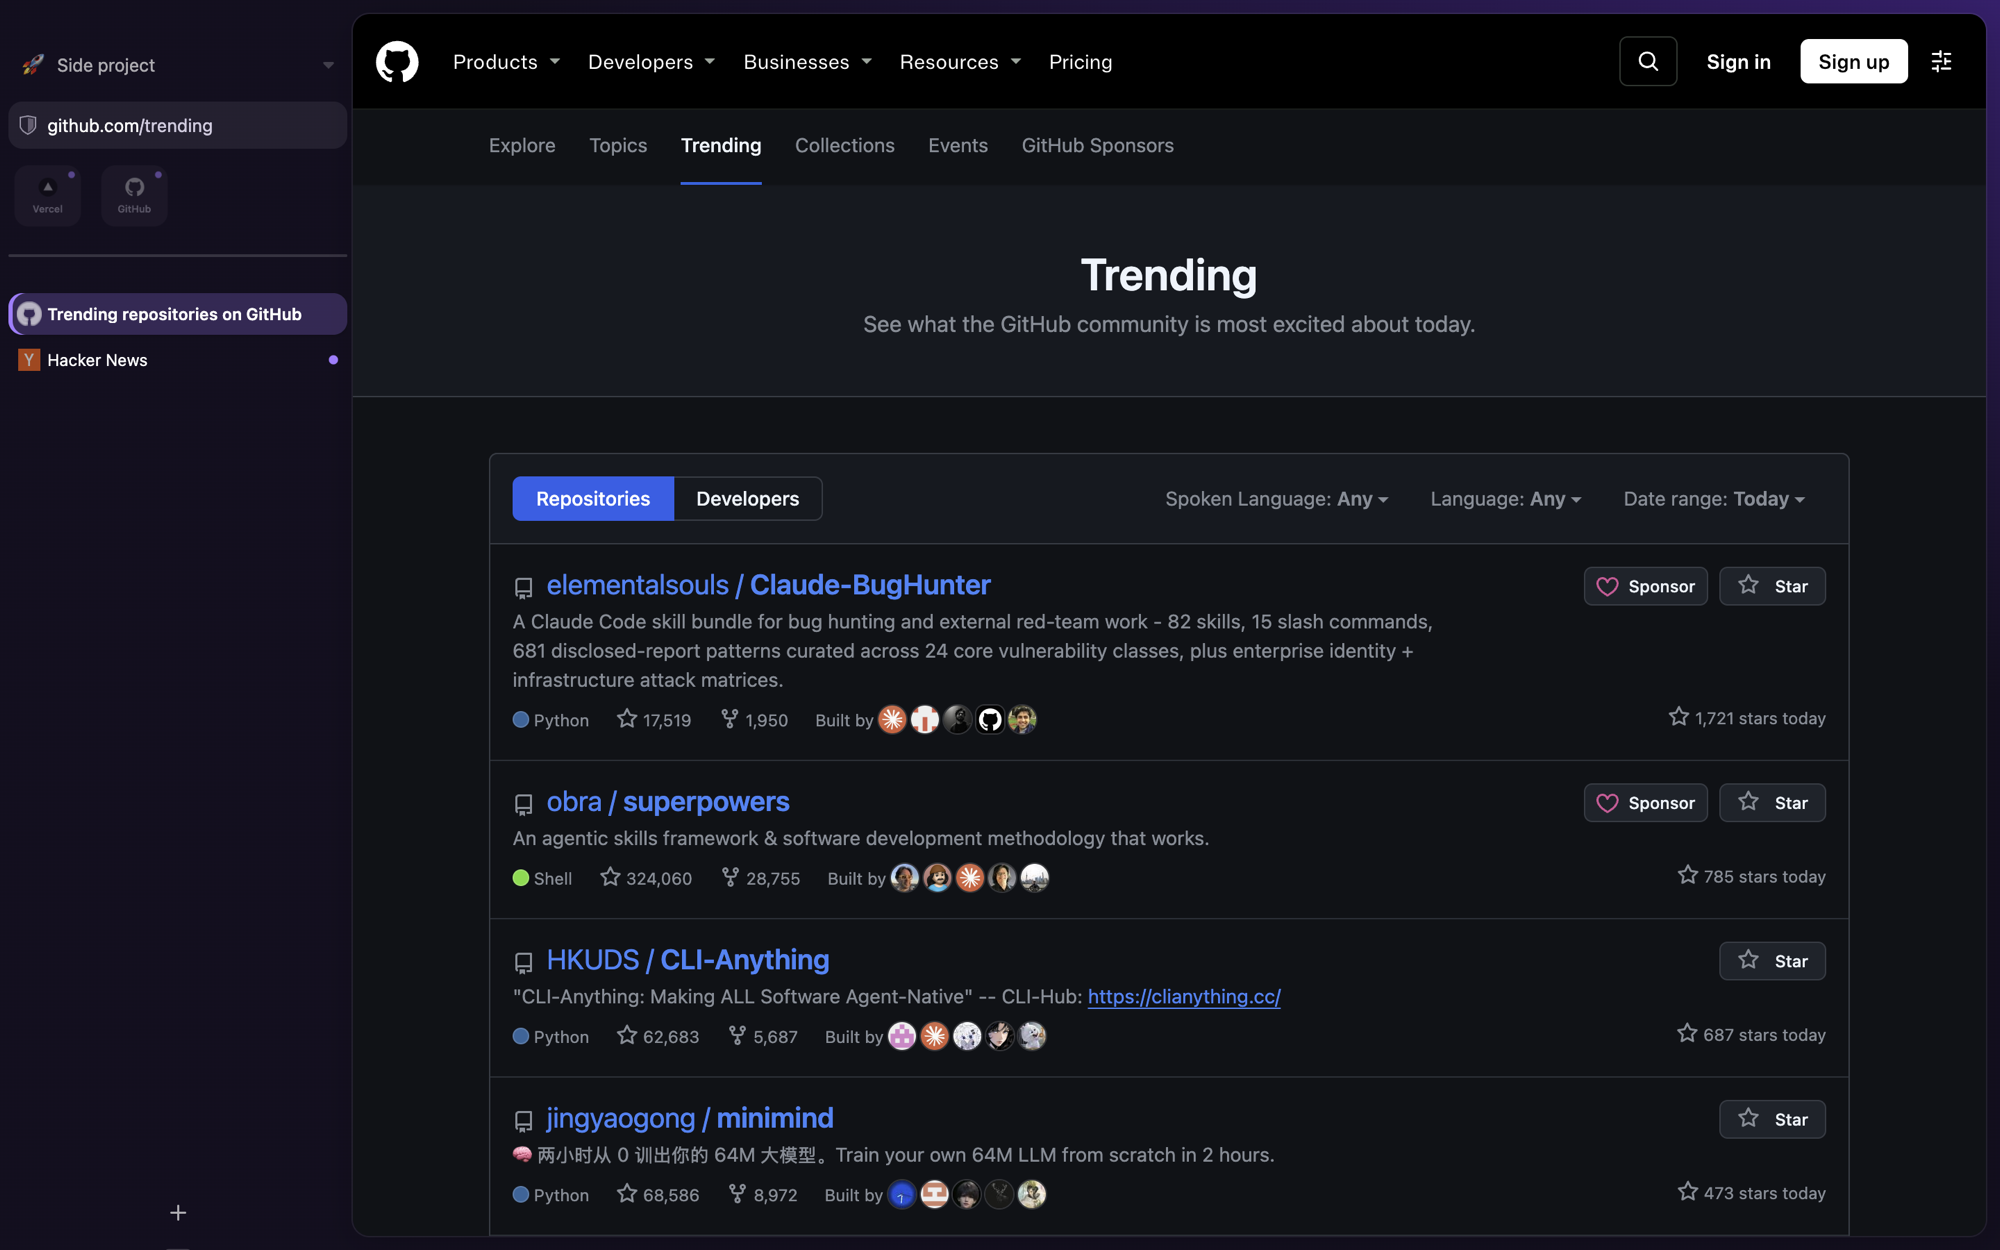 Side project
github.com/trending
Vercel
GitHub
Trending repositories on GitHub
Y
Hacker News
Products
Developers
Businesses
Resources
Pricing
Sign in
Sign up
Explore
Topics
Trending
Collections
Events
GitHub Sponsors
Trending
See what the GitHub community is most excited about today.
Repositories
Developers
Spoken Language: Any
Language: Any
Date range: Today
elementalsouls / Claude-BugHunter
Sponsor
Star
A Claude Code skill bundle for bug hunting and external red-team work - 82 skills, 15 slash commands,
681 disclosed-report patterns curated across 24 core vulnerability classes, plus enterprise identity +
infrastructure attack matrices.
Python
17,519
1,950
Built by
1,721 stars today
obra / superpowers
Sponsor
Star
An agentic skills framework & software development methodology that works.
Shell
324,060
28,755
Built by
785 stars today
HKUDS / CLI-Anything
Star
"CLI-Anything: Making ALL Software Agent-Native" -- CLI-Hub: https://clianything.cc/
Python
62,683
5,687
Built by
687 stars today
jingyaogong / minimind
Star
🧠 两小时从 0 训出你的 64M 大模型。Train your own 64M LLM from scratch in 2 hours.
Python
68,586
8,972
Built by
473 stars today